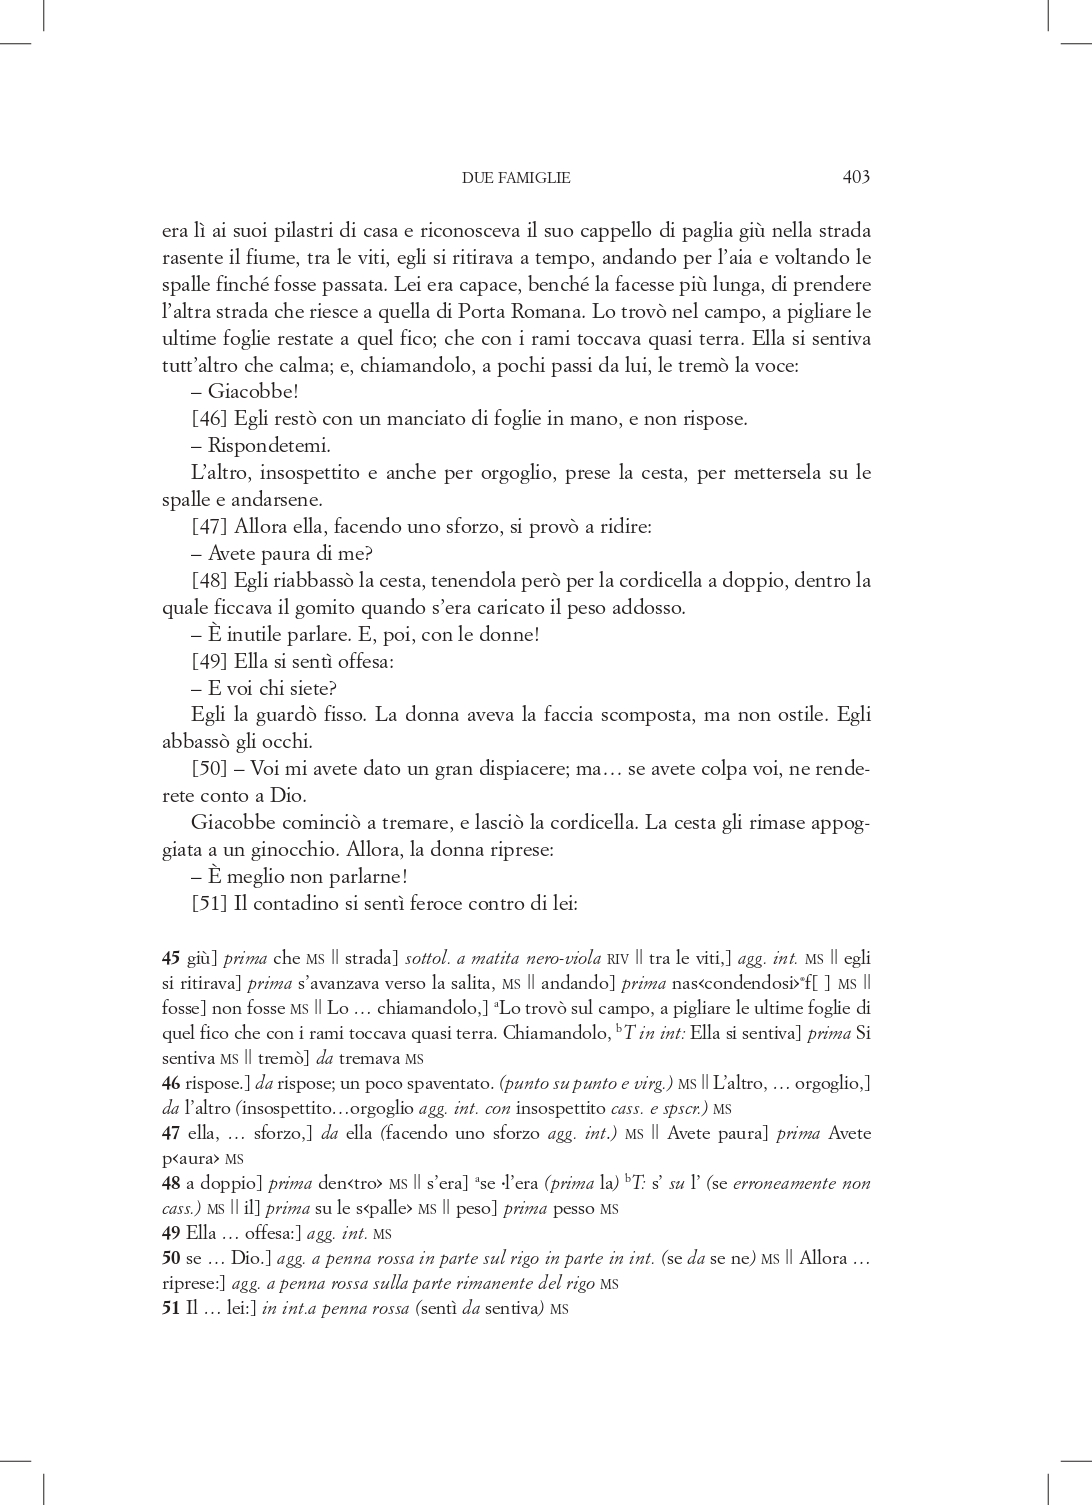 DUE FAMIGLIE 403
era lì ai suoi pilastri di casa e riconosceva il suo cappello di paglia giù nella strada
rasente il fiume, tra le viti, egli si ritirava a tempo, andando per l’aia e voltando le
spalle finché fosse passata. Lei era capace, benché la facesse più lunga, di prendere
l’altra strada che riesce a quella di Porta Romana. Lo trovò nel campo, a pigliare le
ultime foglie restate a quel fico; che con i rami toccava quasi terra. Ella si sentiva
tutt’altro che calma; e, chiamandolo, a pochi passi da lui, le tremò la voce:
– Giacobbe!
[46] Egli restò con un manciato di foglie in mano, e non rispose.
– Rispondetemi.
L’altro, insospettito e anche per orgoglio, prese la cesta, per mettersela su le
spalle e andarsene.
[47] Allora ella, facendo uno sforzo, si provò a ridire:
– Avete paura di me?
[48] Egli riabbassò la cesta, tenendola però per la cordicella a doppio, dentro la
quale ficcava il gomito quando s’era caricato il peso addosso.
– È inutile parlare. E, poi, con le donne!
[49] Ella si sentì offesa:
– E voi chi siete?
Egli la guardò fisso. La donna aveva la faccia scomposta, ma non ostile. Egli
abbassò gli occhi.
[50] – Voi mi avete dato un gran dispiacere; ma… se avete colpa voi, ne rende-
rete conto a Dio.
Giacobbe cominciò a tremare, e lasciò la cordicella. La cesta gli rimase appog-
giata a un ginocchio. Allora, la donna riprese:
– È meglio non parlarne!
[51] Il contadino si sentì feroce contro di lei:
45 giù] prima che MS || strada] sottol. a matita nero-viola RIV || tra le viti,] agg. int. MS || egli
si ritirava] prima s’avanzava verso la salita, MS || andando] prima nas‹condendosi›*f[ ] MS ||
fosse] non fosse MS || Lo … chiamandolo,] ᵃLo trovò sul campo, a pigliare le ultime foglie di
quel fico che con i rami toccava quasi terra. Chiamandolo, ᵇT in int: Ella si sentiva] prima Si
sentiva MS || tremò] da tremava MS
46 rispose.] da rispose; un poco spaventato. (punto su punto e virg.) MS || L’altro, … orgoglio,]
da l’altro (insospettito…orgoglio agg. int. con insospettito cass. e spscr.) MS
47 ella, … sforzo,] da ella (facendo uno sforzo agg. int.) MS || Avete paura] prima Avete
p‹aura› MS
48 a doppio] prima den‹tro› MS || s’era] ᵃse ·l’era (prima la) ᵇT: s’ su l’ (se erroneamente non
cass.) MS || il] prima su le s‹palle› MS || peso] prima pesso MS
49 Ella … offesa:] agg. int. MS
50 se … Dio.] agg. a penna rossa in parte sul rigo in parte in int. (se da se ne) MS || Allora …
riprese:] agg. a penna rossa sulla parte rimanente del rigo MS
51 Il … lei:] in int.a penna rossa (sentì da sentiva) MS